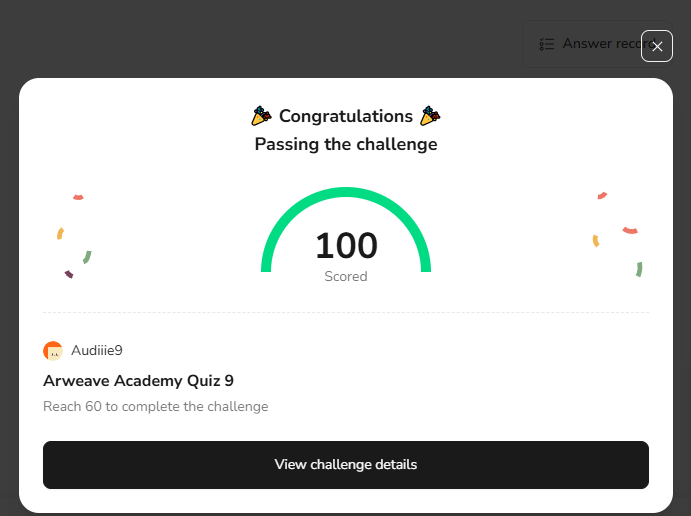 Answer record
Congratulations
Passing the challenge
100
Scored
Audiiie9
Arweave Academy Quiz 9
Reach 60 to complete the challenge
View challenge details